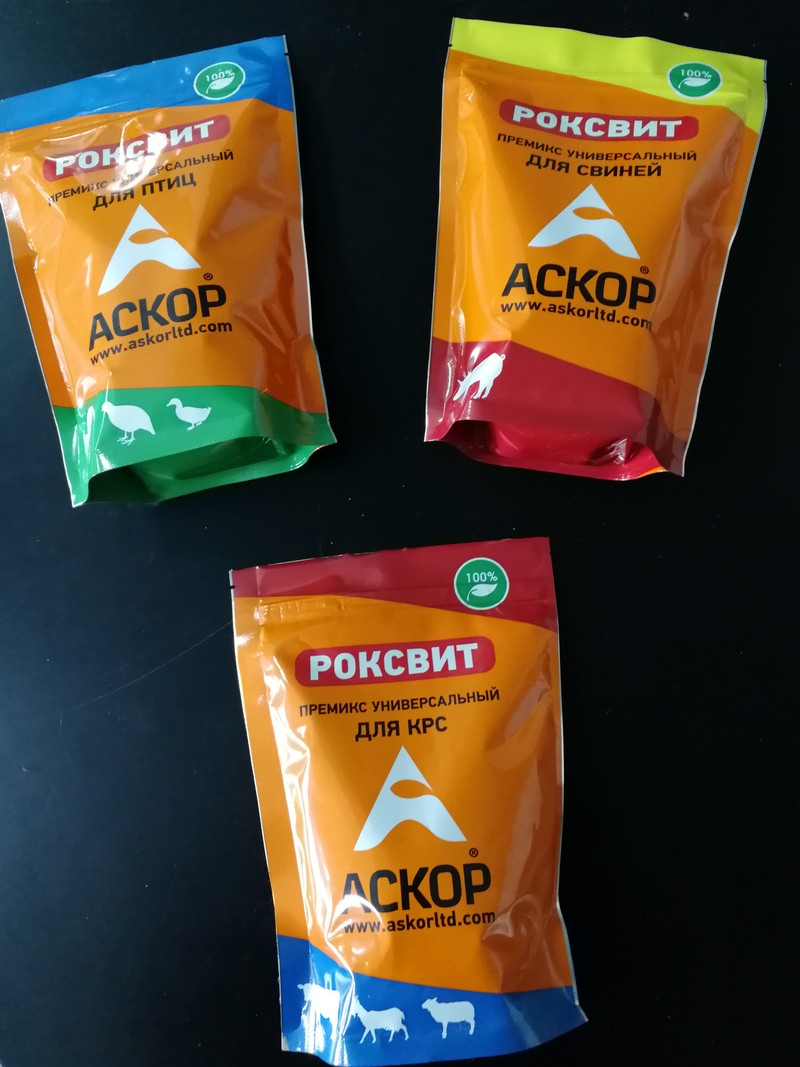 100%
РОКСВИТ
ПРЕМИКС УНИВЕРСАЛЬНЫЙ
ДЛЯ ПТИЦ
АСКОР®
www.askorltd.com
100%
РОКСВИТ
ПРЕМИКС УНИВЕРСАЛЬНЫЙ
ДЛЯ СВИНЕЙ
АСКОР®
www.askorltd.com
100%
РОКСВИТ
ПРЕМИКС УНИВЕРСАЛЬНЫЙ
ДЛЯ КРС
АСКОР®
www.askorltd.com